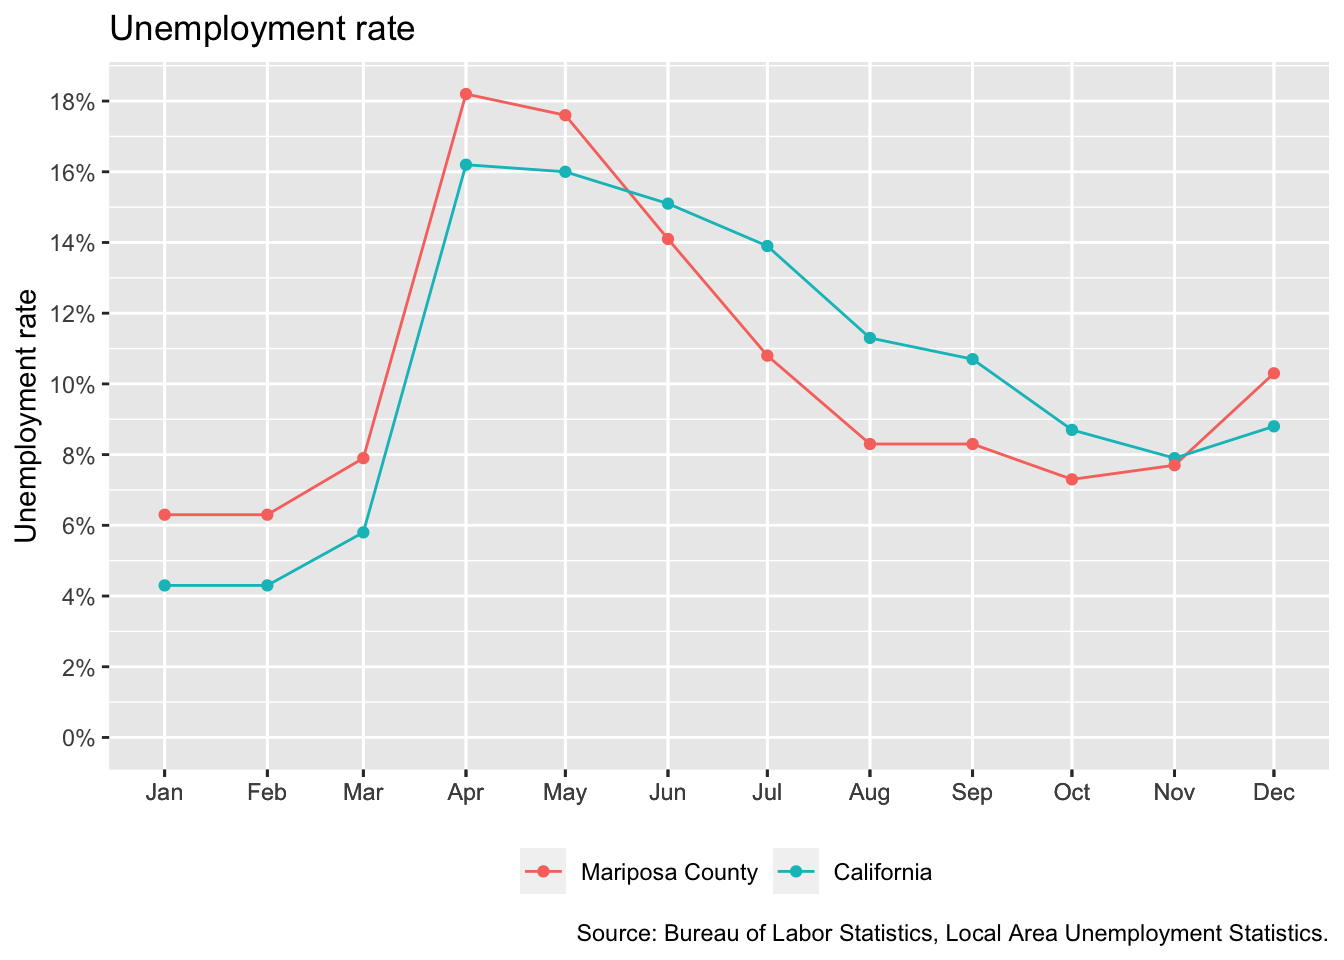 Unemployment rate
Unemployment rate
18%
16%
14%
12%
10%
8%
6%
4%
2%
0%
Jan Feb Mar Apr May Jun Jul Aug Sep Oct Nov Dec
Mariposa County California
Source: Bureau of Labor Statistics, Local Area Unemployment Statistics.